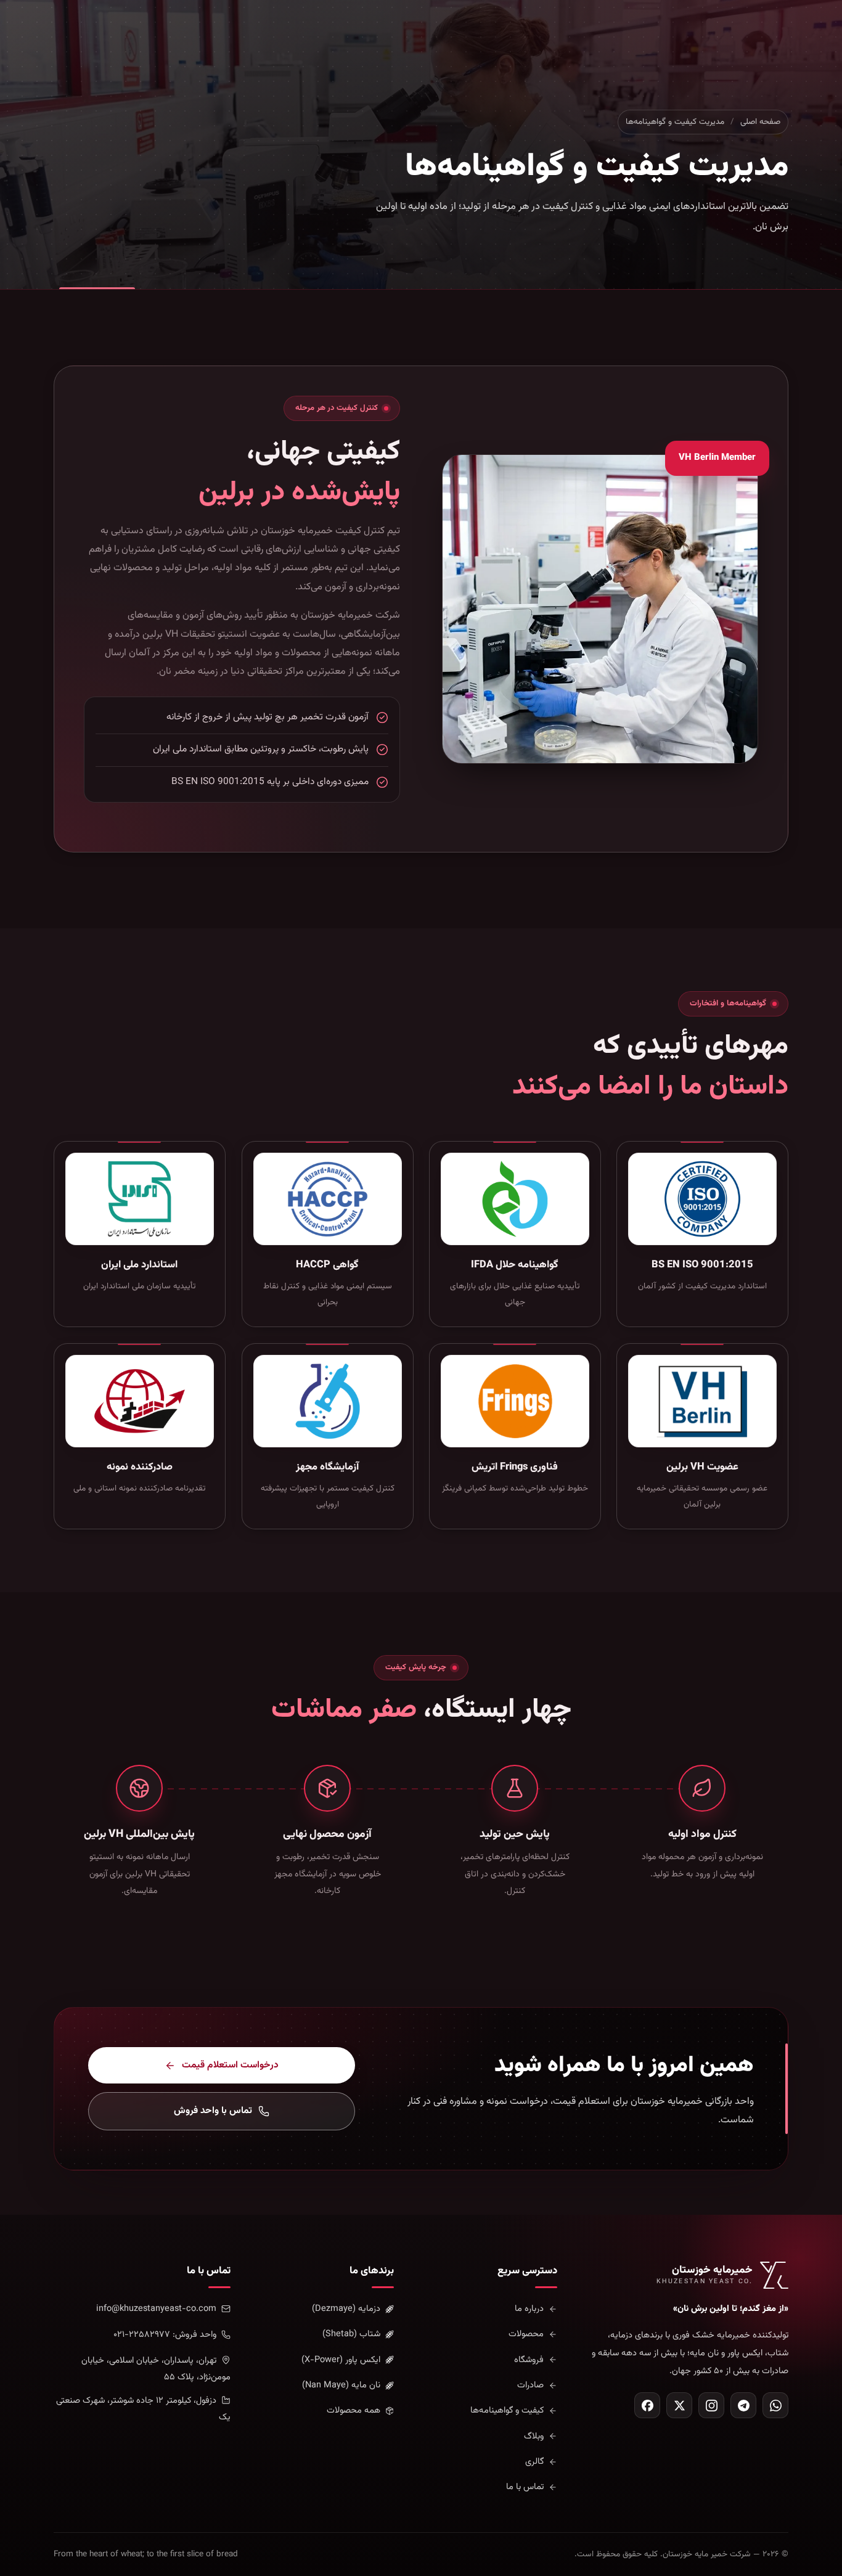 صفحه اصلی / مدیریت کیفیت و گواهینامه‌ها
مدیریت کیفیت و گواهینامه‌ها
تضمین بالاترین استانداردهای ایمنی مواد غذایی و کنترل کیفیت در هر مرحله از تولید؛ از ماده اولیه تا اولین
برش نان.
VH Berlin Member
OLYMPUS
کنترل کیفیت در هر مرحله
کیفیتی جهانی،
پایش‌شده در برلین
تیم کنترل کیفیت خمیرمایه خوزستان در تلاش شبانه‌روزی در راستای دستیابی به
کیفیتی جهانی و شناسایی ارزش‌های رقابتی است که رضایت کامل مشتریان را فراهم
می‌نماید. این تیم به‌طور مستمر از کلیه مواد اولیه، مراحل تولید و محصولات نهایی
نمونه‌برداری و آزمون می‌کند.
شرکت خمیرمایه خوزستان به منظور تأیید روش‌های آزمون و مقایسه‌های
بین‌آزمایشگاهی، سال‌هاست به عضویت انستیتو تحقیقات VH برلین درآمده و
ماهانه نمونه‌هایی از محصولات و مواد اولیه خود را به این مرکز در آلمان ارسال
می‌کند؛ یکی از معتبرترین مراکز تحقیقاتی دنیا در زمینه مخمر نان.
آزمون قدرت تخمیر هر بچ تولید پیش از خروج از کارخانه
پایش رطوبت، خاکستر و پروتئین مطابق استاندارد ملی ایران
ممیزی دوره‌ای داخلی بر پایه BS EN ISO 9001:2015
گواهینامه‌ها و افتخارات
مهرهای تأییدی که
داستان ما را امضا می‌کنند
CERTIFIED
ISO
9001:2015
COMPANY
BS EN ISO 9001:2015
استاندارد مدیریت کیفیت از کشور آلمان
گواهینامه حلال IFDA
تأییدیه صنایع غذایی حلال برای بازارهای
جهانی
Hazard·Analysis
HACCP
Critical·Control·Point
گواهی HACCP
سیستم ایمنی مواد غذایی و کنترل نقاط
بحرانی
سازمان ملی استاندارد ایران
استاندارد ملی ایران
تأییدیه سازمان ملی استاندارد ایران
VH
Berlin
عضویت VH برلین
عضو رسمی موسسه تحقیقاتی خمیرمایه
برلین آلمان
Frings
فناوری Frings اتریش
خطوط تولید طراحی‌شده توسط کمپانی فرینگز
آزمایشگاه مجهز
کنترل کیفیت مستمر با تجهیزات پیشرفته
اروپایی
صادرکننده نمونه
تقدیرنامه صادرکننده نمونه استانی و ملی
چرخه پایش کیفیت
چهار ایستگاه، صفر مماشات
کنترل مواد اولیه
نمونه‌برداری و آزمون هر محموله مواد
اولیه پیش از ورود به خط تولید.
پایش حین تولید
کنترل لحظه‌ای پارامترهای تخمیر،
خشک‌کردن و دانه‌بندی در اتاق
کنترل.
آزمون محصول نهایی
سنجش قدرت تخمیر، رطوبت و
خلوص سویه در آزمایشگاه مجهز
کارخانه.
پایش بین‌المللی VH برلین
ارسال ماهانه نمونه به انستیتو
تحقیقاتی VH برلین برای آزمون
مقایسه‌ای.
همین امروز با ما همراه شوید
واحد بازرگانی خمیرمایه خوزستان برای استعلام قیمت، درخواست نمونه و مشاوره فنی در کنار
شماست.
درخواست استعلام قیمت
تماس با واحد فروش
خمیرمایه خوزستان
KHUZESTAN YEAST CO.
«از مغز گندم؛ تا اولین برش نان»
تولیدکننده خمیرمایه خشک فوری با برندهای دزمایه،
شتاب، ایکس پاور و نان مایه؛ با بیش از سه دهه سابقه و
صادرات به بیش از ۵۰ کشور جهان.
دسترسی سریع
درباره ما
محصولات
فروشگاه
صادرات
کیفیت و گواهینامه‌ها
وبلاگ
گالری
تماس با ما
برندهای ما
دزمایه (Dezmaye)
شتاب (Shetab)
ایکس پاور (X-Power)
نان مایه (Nan Maye)
همه محصولات
تماس با ما
info@khuzestanyeast-co.com
واحد فروش: ۲۲۵۸۲۹۷۷-۰۲۱
تهران، پاسداران، خیابان اسلامی، خیابان
مومن‌نژاد، پلاک ۵۵
دزفول، کیلومتر ۱۲ جاده شوشتر، شهرک صنعتی
یک
© ۲۰۲۶ — شرکت خمیر مایه خوزستان. کلیه حقوق محفوظ است.
From the heart of wheat; to the first slice of bread